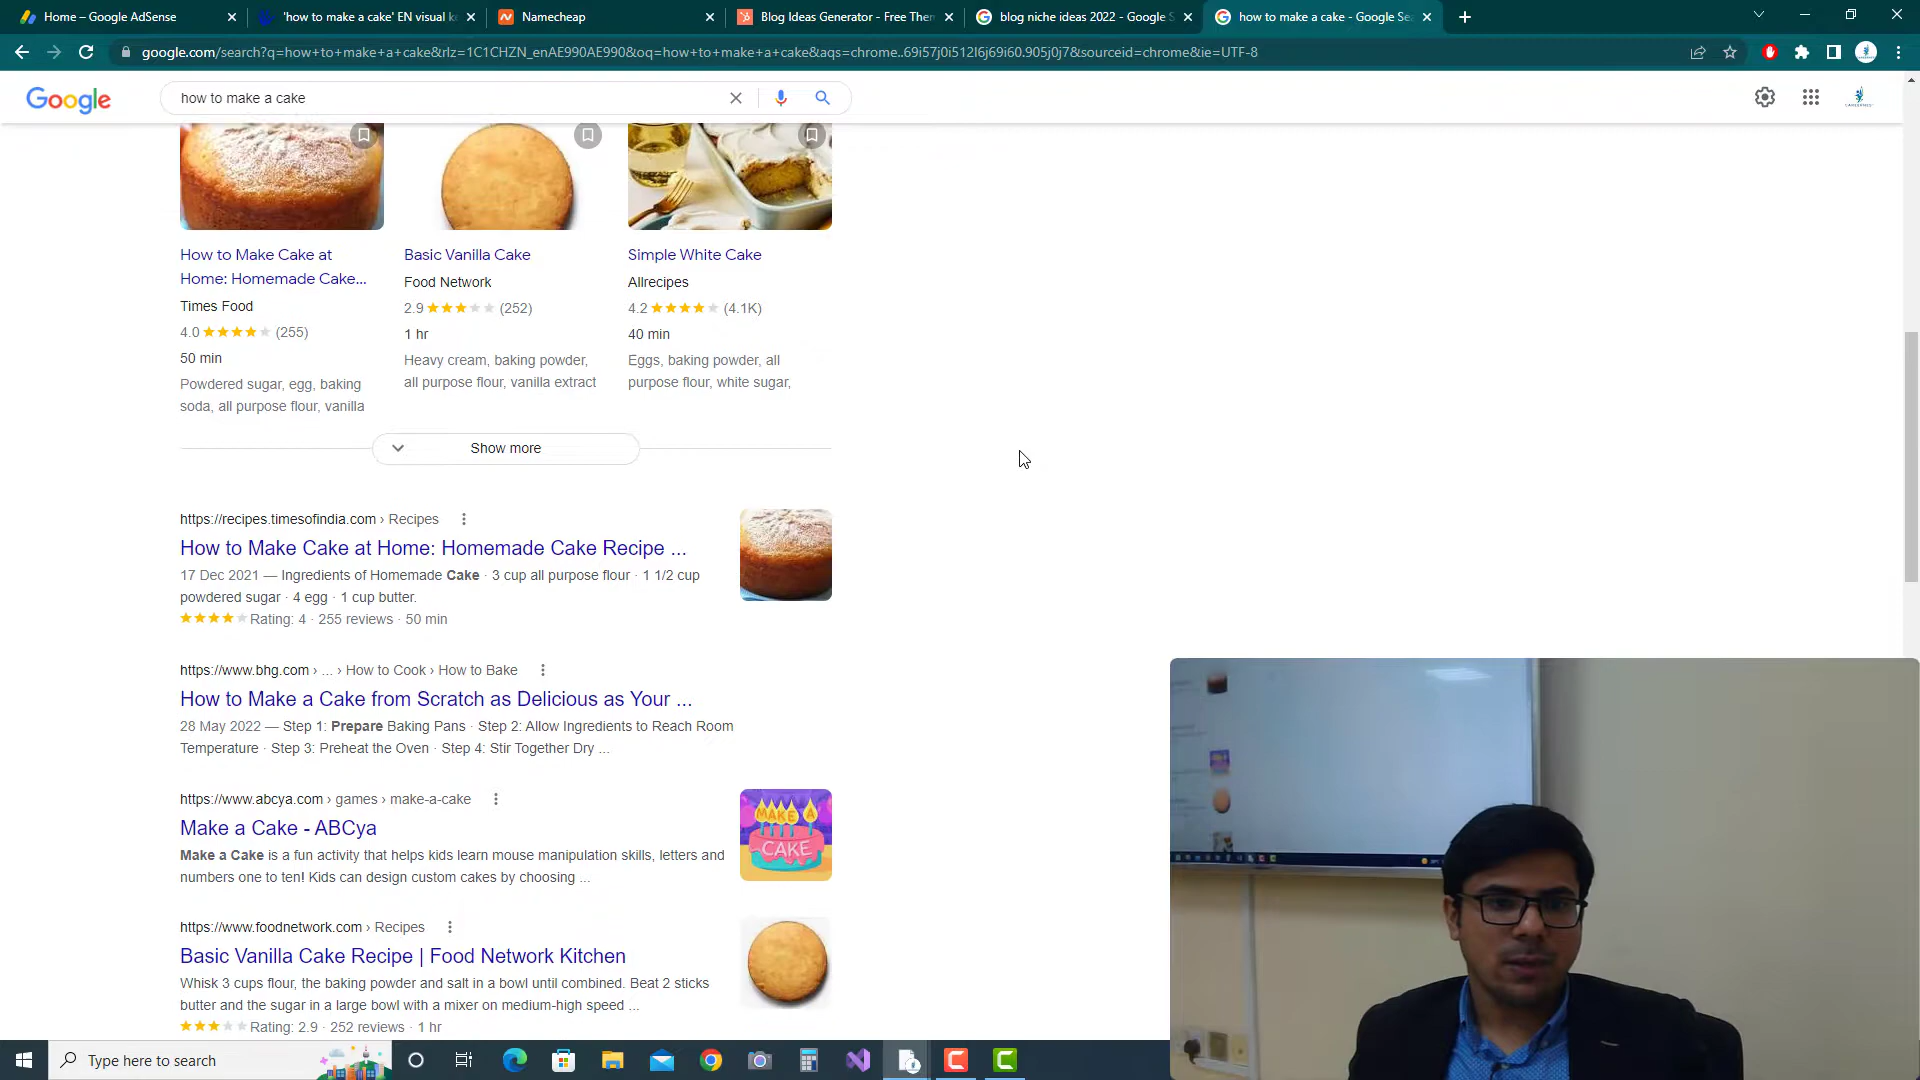 Home – Google AdSense
'how to make a cake' EN visual k
Namecheap
Blog Ideas Generator - Free Then
blog niche ideas 2022 - Google S
how to make a cake - Google Sea
google.com/search?q=how+to+make+a+cake&rlz=1C1CHZN_enAE990AE990&oq=how+to+make+a+cake&aqs=chrome..69i57j0i512l6j69i60.905j0j7&sourceid=chrome&ie=UTF-8
Google
how to make a cake
How to Make Cake at
Home: Homemade Cake...
Times Food
4.0 (255)
50 min
Powdered sugar, egg, baking
soda, all purpose flour, vanilla
Basic Vanilla Cake
Food Network
2.9 (252)
1 hr
Heavy cream, baking powder,
all purpose flour, vanilla extract
Simple White Cake
Allrecipes
4.2 (4.1K)
40 min
Eggs, baking powder, all
purpose flour, white sugar,
Show more
https://recipes.timesofindia.com › Recipes
How to Make Cake at Home: Homemade Cake Recipe ...
17 Dec 2021 — Ingredients of Homemade Cake · 3 cup all purpose flour · 1 1/2 cup
powdered sugar · 4 egg · 1 cup butter.
Rating: 4 · 255 reviews · 50 min
https://www.bhg.com › ... › How to Cook › How to Bake
How to Make a Cake from Scratch as Delicious as Your ...
28 May 2022 — Step 1: Prepare Baking Pans · Step 2: Allow Ingredients to Reach Room
Temperature · Step 3: Preheat the Oven · Step 4: Stir Together Dry ...
https://www.abcya.com › games › make-a-cake
Make a Cake - ABCya
Make a Cake is a fun activity that helps kids learn mouse manipulation skills, letters and
numbers one to ten! Kids can design custom cakes by choosing ...
MAKE A
CAKE
https://www.foodnetwork.com › Recipes
Basic Vanilla Cake Recipe | Food Network Kitchen
Whisk 3 cups flour, the baking powder and salt in a bowl until combined. Beat 2 sticks
butter and the sugar in a large bowl with a mixer on medium-high speed ...
Rating: 2.9 · 252 reviews · 1 hr
Type here to search